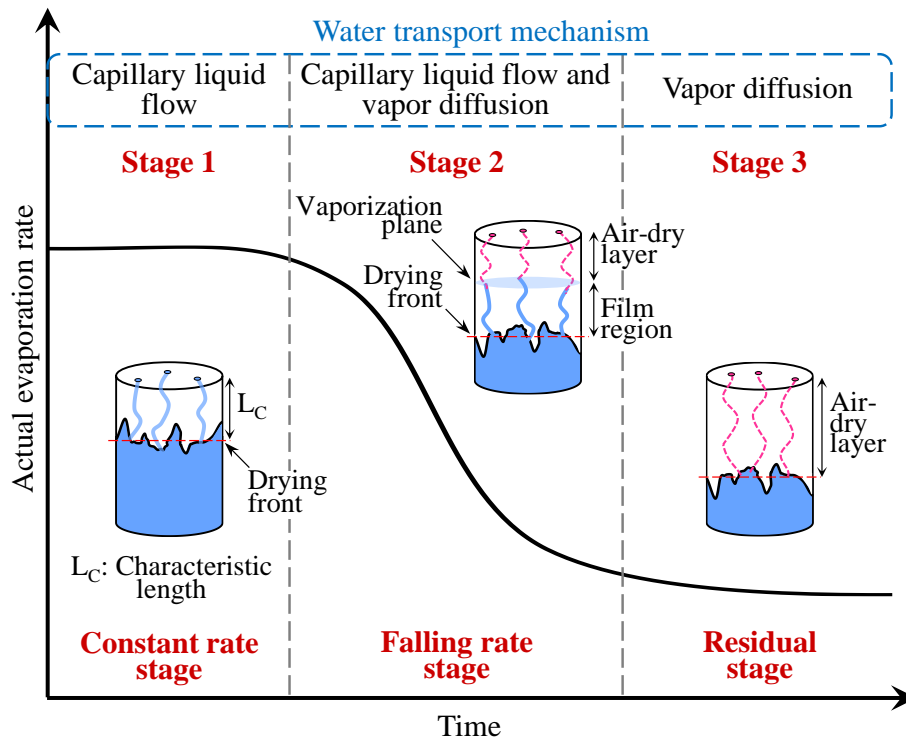 Water transport mechanism
Capillary liquid
flow
Capillary liquid flow and
vapor diffusion
Vapor diffusion
Stage 1
Stage 2
Stage 3
Actual evaporation rate
Vaporization
plane
Drying
front
Air-dry
layer
Film
region
L_C
Drying
front
L_C: Characteristic
length
Air-
dry
layer
Constant rate
stage
Falling rate
stage
Residual
stage
Time